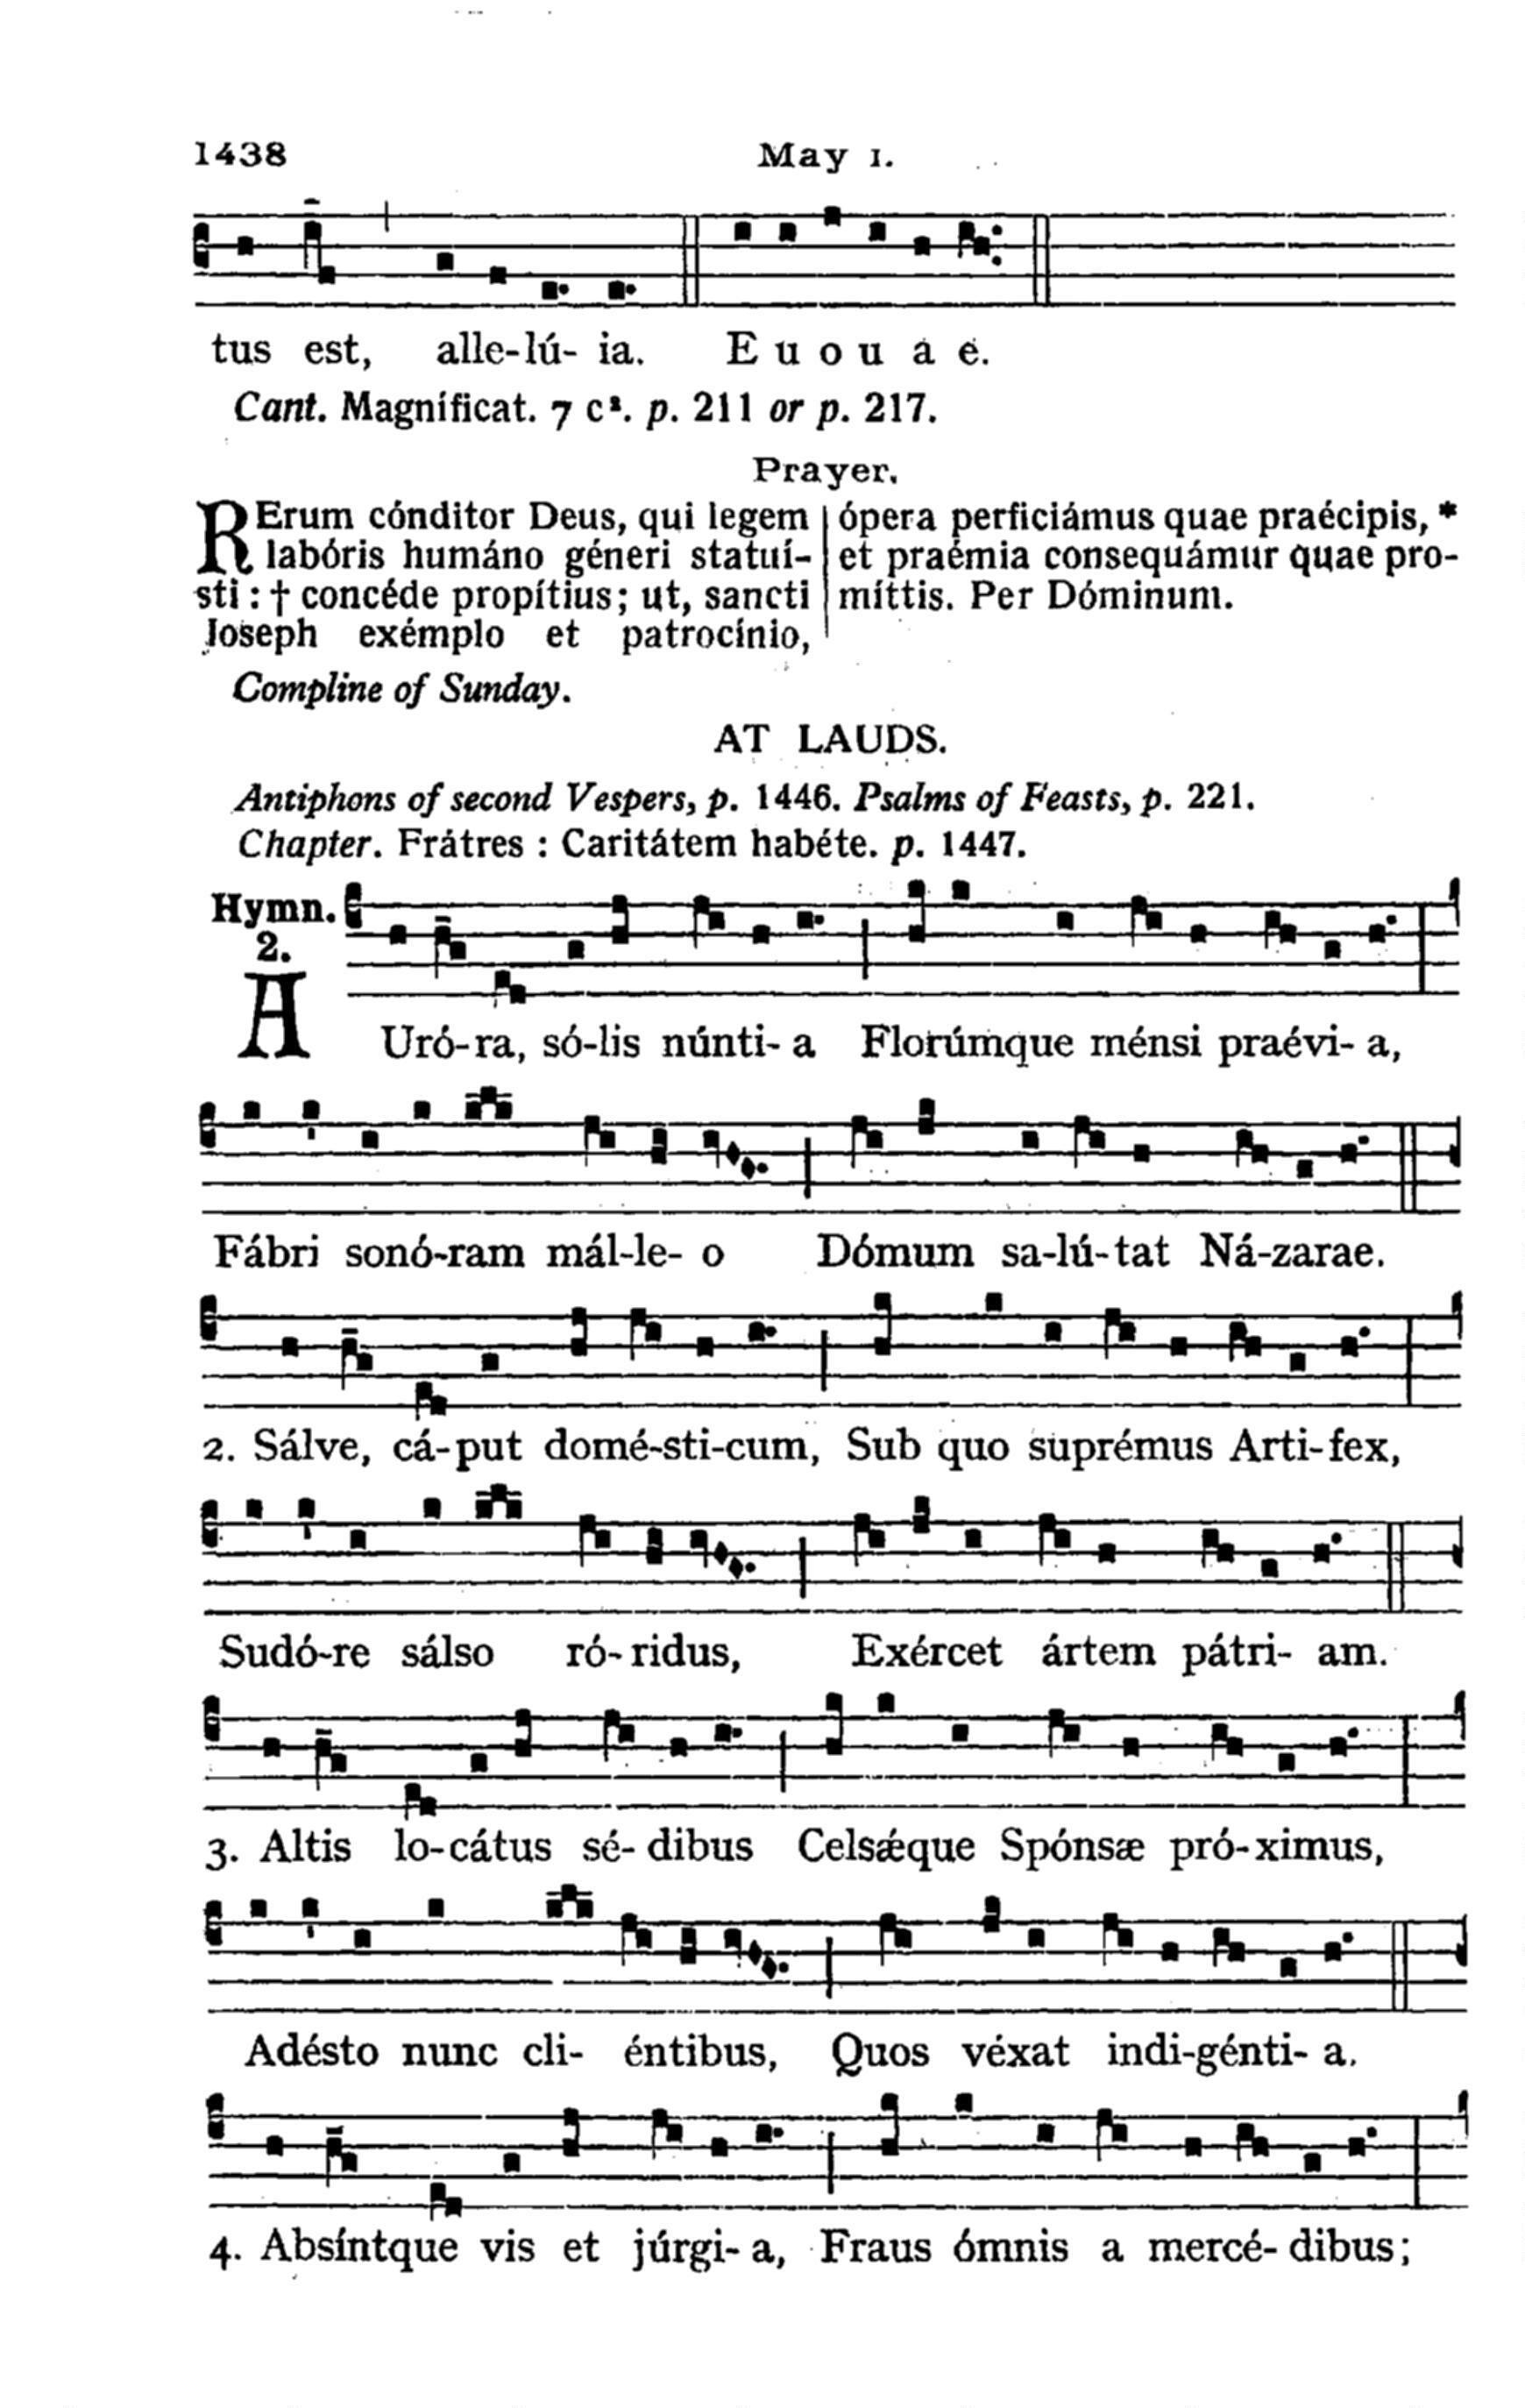 1438
May 1.
tus est, alle-lú- ia. E u o u a e.
Cant. Magníficat. 7 c². p. 211 or p. 217.
Prayer.
RErum cónditor Deus, qui legem
labóris humáno géneri statuí-
sti : † concéde propítius; ut, sancti
Joseph exémplo et patrocínio,
ópera perficiámus quae praécipis, *
et praémia consequámur quae pro-
míttis. Per Dóminum.
Compline of Sunday.
AT LAUDS.
Antiphons of second Vespers, p. 1446. Psalms of Feasts, p. 221.
Chapter. Frátres : Caritátem habéte. p. 1447.
Hymn.
2.
AUró-ra, só-lis núnti- a Florúmque ménsi praévi- a,
Fábri sonó-ram mál-le- o Dómum sa-lú-tat Ná-zarae.
2. Sálve, cá-put domé-sti-cum, Sub quo suprémus Arti-fex,
Sudó-re sálso ró- ridus, Exércet ártem pátri- am.
3. Altis lo-cátus sé- dibus Celsǽque Spónsæ pró-ximus,
Adésto nunc cli- éntibus, Quos véxat indi-génti- a.
4. Absíntque vis et júrgi- a, Fraus ómnis a mercé- dibus;